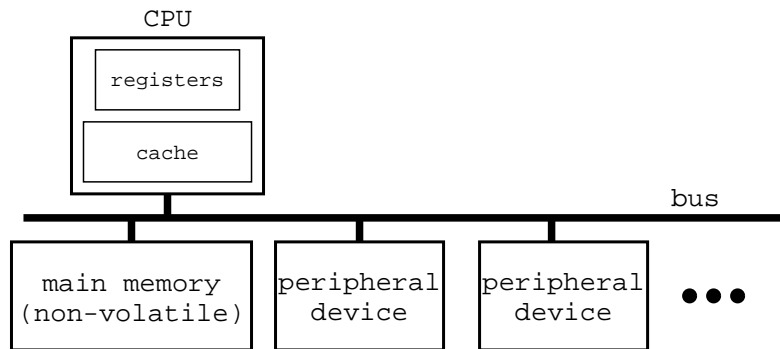 CPU
registers
cache
bus
main memory
(non-volatile)
peripheral
device
peripheral
device